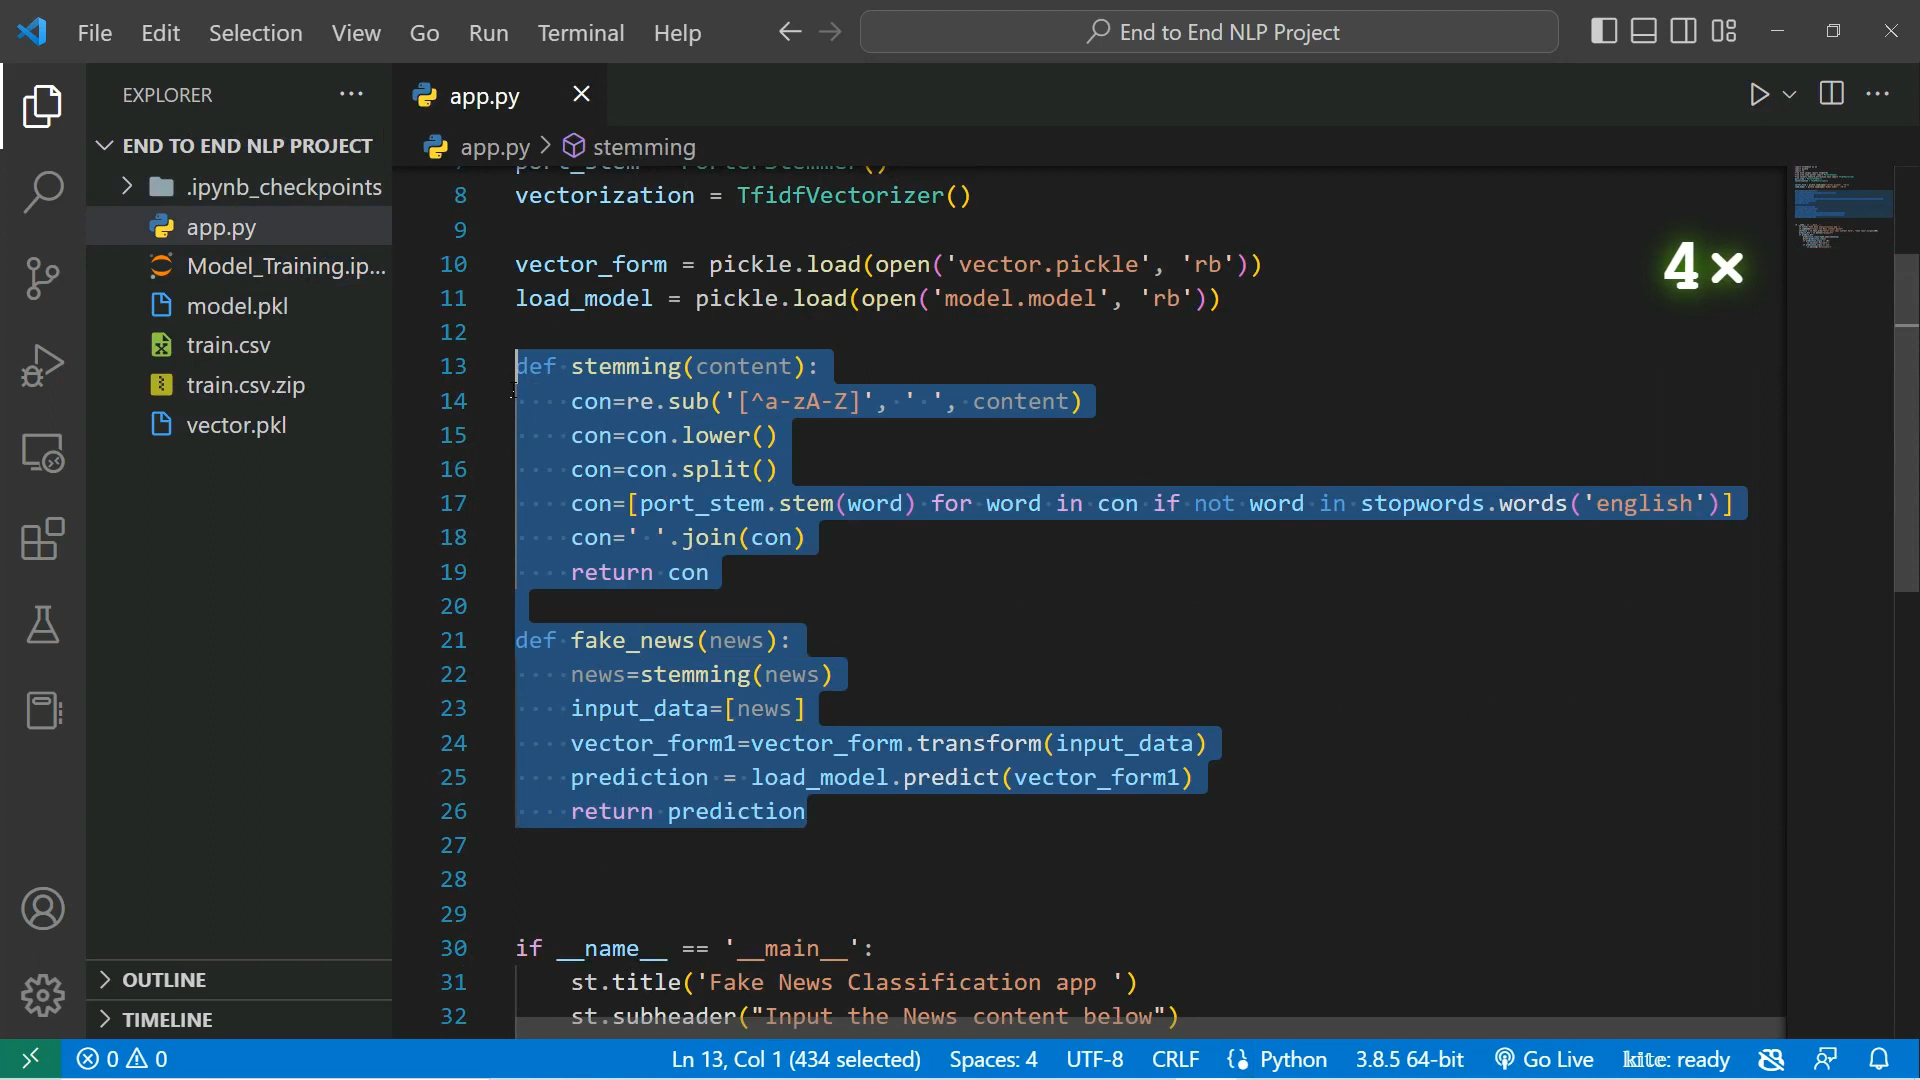 File Edit Selection View Go Run Terminal Help
End to End NLP Project
EXPLORER
END TO END NLP PROJECT
.ipynb_checkpoints
app.py
Model_Training.ip...
model.pkl
train.csv
train.csv.zip
vector.pkl
OUTLINE
TIMELINE
app.py
app.py > stemming
port_stem = PorterStemmer()
8 vectorization = TfidfVectorizer()
9
10 vector_form = pickle.load(open('vector.pickle', 'rb'))
11 load_model = pickle.load(open('model.model', 'rb'))
12
13 def stemming(content):
14 con=re.sub('[^a-zA-Z]', ' ', content)
15 con=con.lower()
16 con=con.split()
17 con=[port_stem.stem(word) for word in con if not word in stopwords.words('english')]
18 con=' '.join(con)
19 return con
20
21 def fake_news(news):
22 news=stemming(news)
23 input_data=[news]
24 vector_form1=vector_form.transform(input_data)
25 prediction = load_model.predict(vector_form1)
26 return prediction
27
28
29
30 if __name__ == '__main__':
31 st.title('Fake News Classification app ')
32 st.subheader("Input the News content below")
4×
0 0
Ln 13, Col 1 (434 selected) Spaces: 4 UTF-8 CRLF Python 3.8.5 64-bit Go Live kite: ready